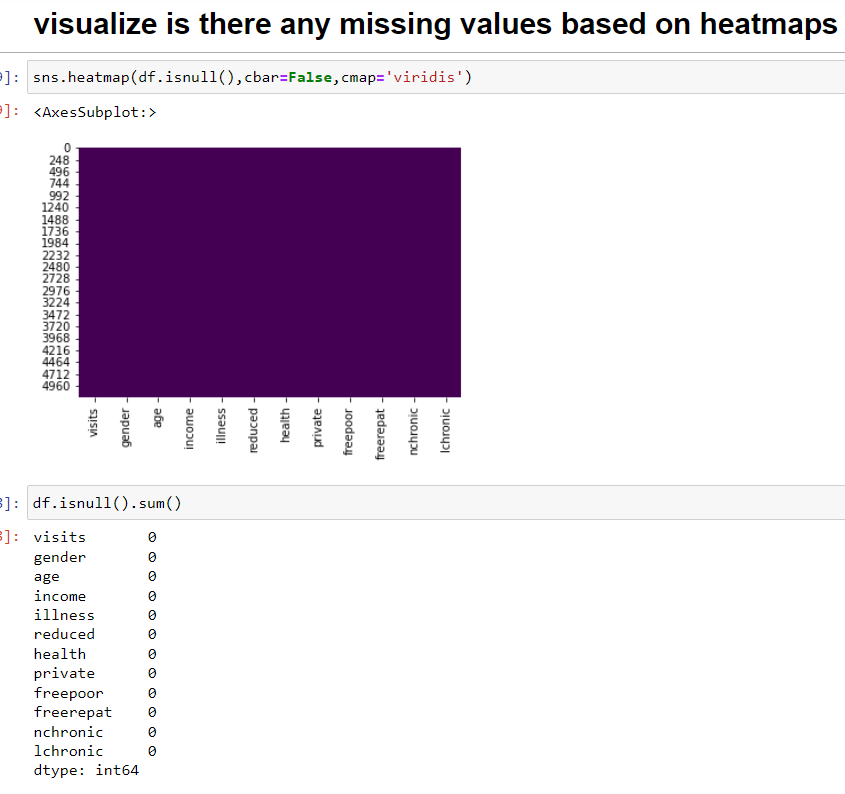 visualize is there any missing values based on heatmaps
]: sns.heatmap(df.isnull(),cbar=False,cmap='viridis')
]: <AxesSubplot:>
0
248
496
744
992
1240
1488
1736
1984
2232
2480
2728
2976
3224
3472
3720
3968
4216
4464
4712
4960
visits
gender
age
income
illness
reduced
health
private
freepoor
freerepat
nchronic
lchronic
]: df.isnull().sum()
]: visits 0
gender 0
age 0
income 0
illness 0
reduced 0
health 0
private 0
freepoor 0
freerepat 0
nchronic 0
lchronic 0
dtype: int64